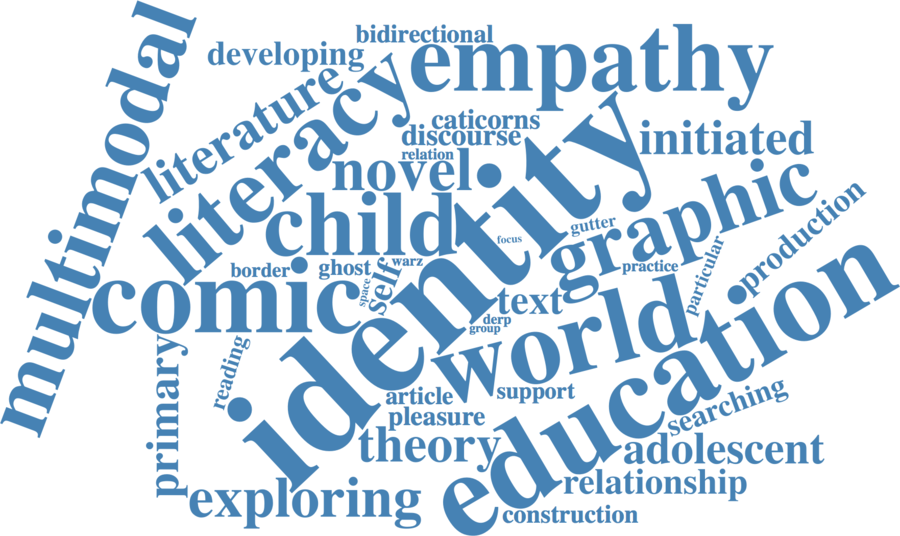 multimodal
bidirectional
developing
empathy
literature
literacy
caticorns
discourse
relation
initiated
novel
identity
child
graphic
gutter
focus
production
particular
practice
border
ghost
warz
self
space
comic
text
derp
group
world
education
reading
primary
article
support
pleasure
searching
theory
adolescent
exploring
relationship
construction